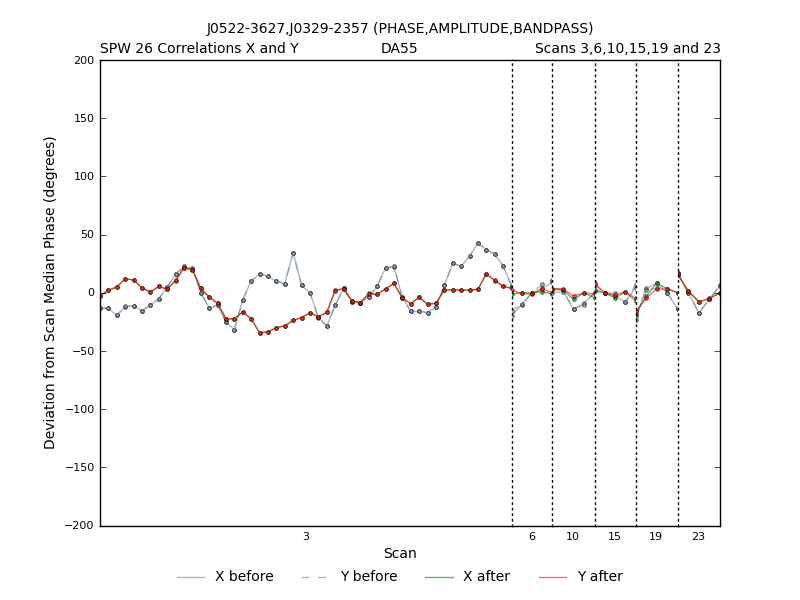 J0522-3627,J0329-2357 (PHASE,AMPLITUDE,BANDPASS)
SPW 26 Correlations X and Y DA55 Scans 3,6,10,15,19 and 23
200
150
100
50
0
−50
−100
−150
−200
Deviation from Scan Median Phase (degrees)
3 6 10 15 19 23
Scan
X before Y before X after Y after